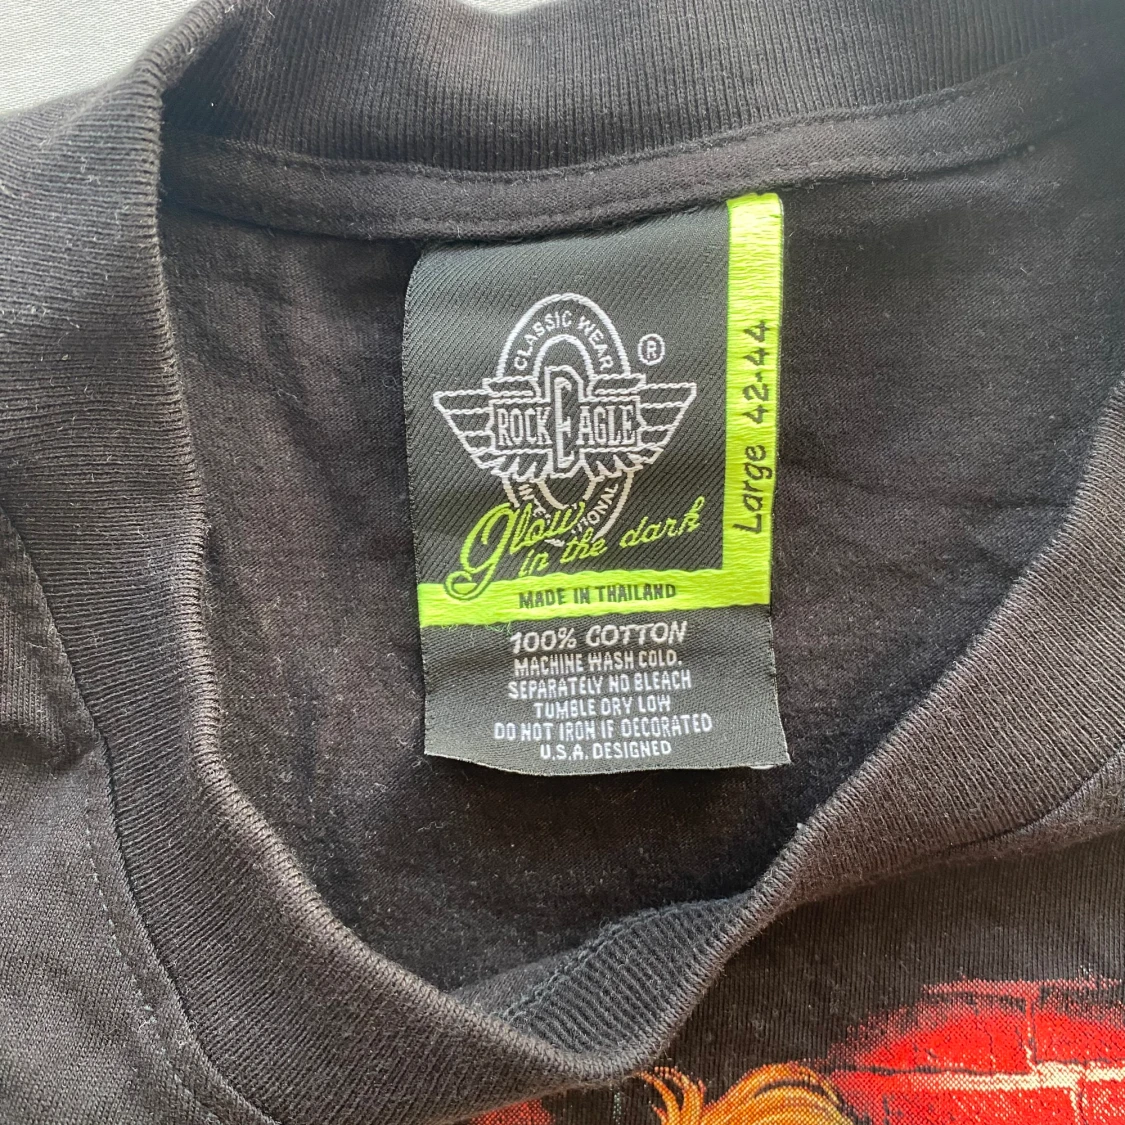 CLASSIC WEAR
®
ROCK EAGLE
INTERNATIONAL
Glow
in the dark
Large 42-44
MADE IN THAILAND
100% COTTON
MACHINE WASH COLD.
SEPARATELY NO BLEACH
TUMBLE DRY LOW
DO NOT IRON IF DECORATED
U.S.A. DESIGNED